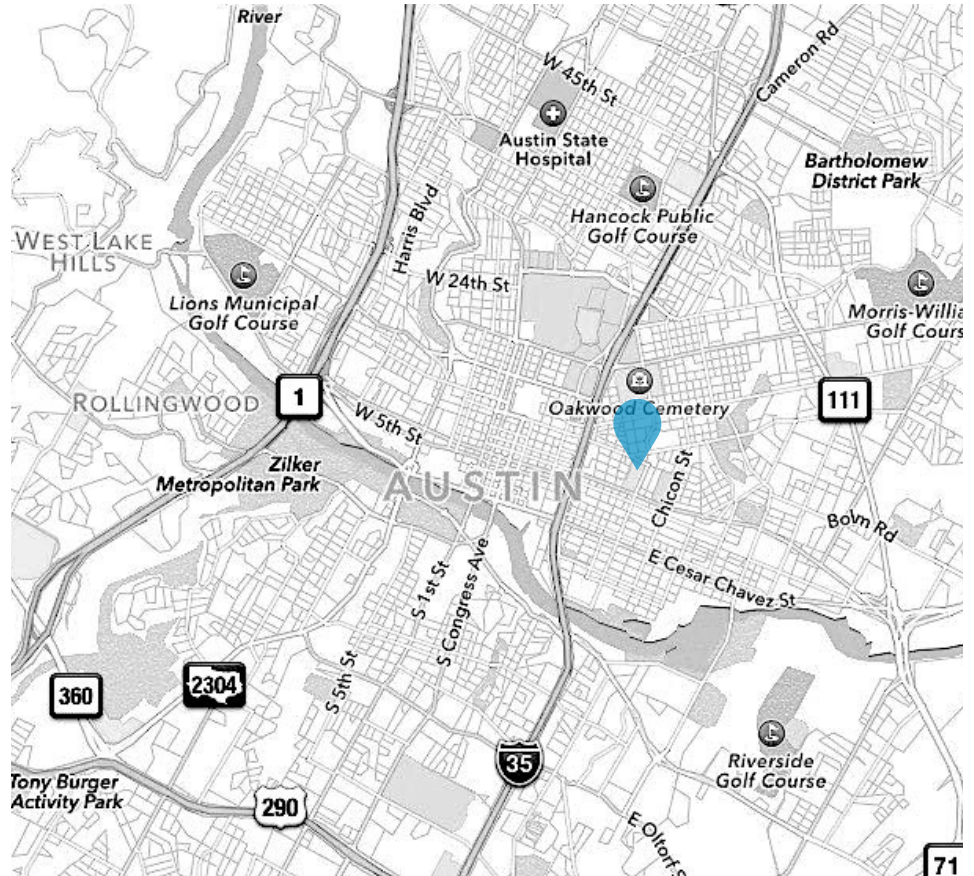 River
W 45th St
Cameron Rd
Austin State
Hospital
Bartholomew
District Park
Harris Blvd
Hancock Public
Golf Course
WEST LAKE
HILLS
W 24th St
Lions Municipal
Golf Course
Morris-Willia
Golf Cours
1
ROLLINGWOOD
111
Oakwood Cemetery
W 5th St
Zilker
Metropolitan Park
AUSTIN
Chicon St
Bolm Rd
E Cesar Chavez St
S 1st St
S Congress Ave
S 5th St
360
2304
35
Riverside
Golf Course
Tony Burger
Activity Park
290
E Oltorf S
71